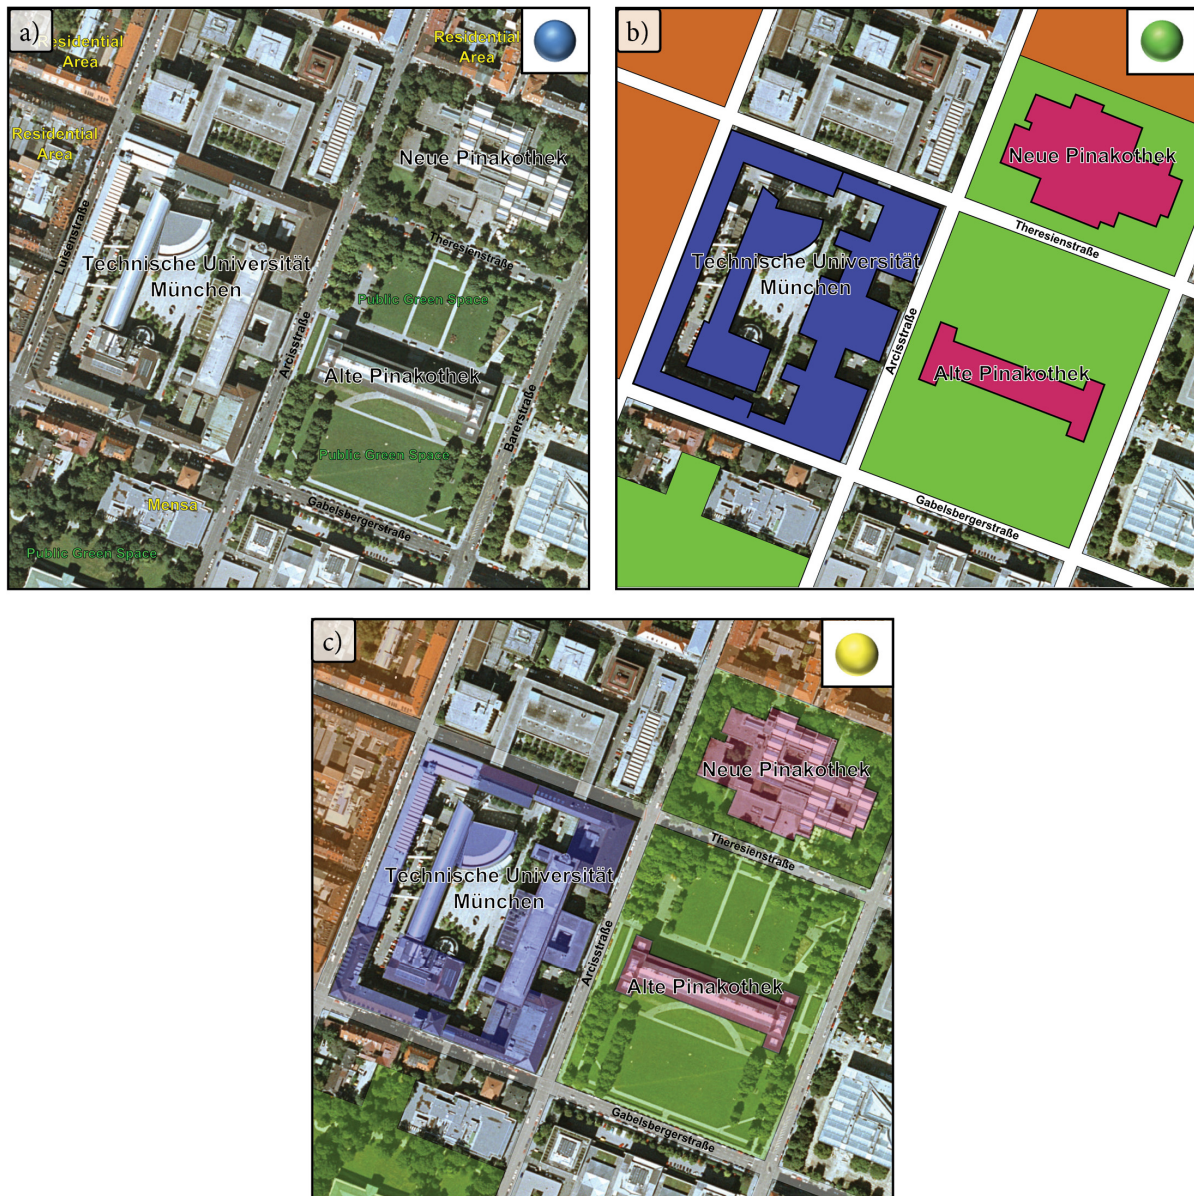 a)
Residential
Area
Residential
Area
Residential
Area
Neue Pinakothek
Luisenstraße
Theresienstraße
Technische Universität
München
Public Green Space
Arcisstraße
Alte Pinakothek
Barerstraße
Public Green Space
Mensa
Gabelsbergerstraße
Public Green Space
b)
Neue Pinakothek
Theresienstraße
Technische Universität
München
Arcisstraße
Alte Pinakothek
Gabelsbergerstraße
c)
Neue Pinakothek
Theresienstraße
Technische Universität
München
Arcisstraße
Alte Pinakothek
Gabelsbergerstraße